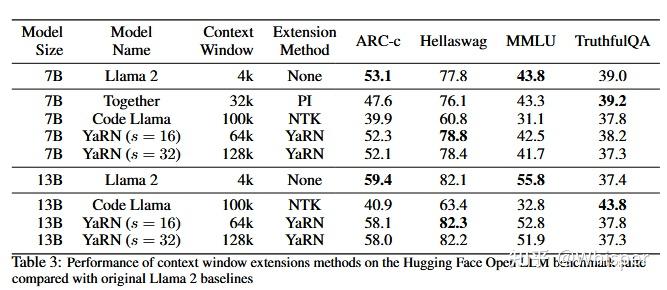 Model Size Model Name Context Window Extension Method ARC-c Hellaswag MMLU TruthfulQA
7B Llama 2 4k None 53.1 77.8 43.8 39.0
7B Together 32k PI 47.6 76.1 43.3 39.2
7B Code Llama 100k NTK 39.9 60.8 31.1 37.8
7B YaRN (s = 16) 64k YaRN 52.3 78.8 42.5 38.2
7B YaRN (s = 32) 128k YaRN 52.1 78.4 41.7 37.3
13B Llama 2 4k None 59.4 82.1 55.8 37.4
13B Code Llama 100k NTK 40.9 63.4 32.8 43.8
13B YaRN (s = 16) 64k YaRN 58.1 82.3 52.8 37.8
13B YaRN (s = 32) 128k YaRN 58.0 82.2 51.9 37.3
Table 3: Performance of context window extensions methods on the Hugging Face Open LLM benchmark suite
compared with original Llama 2 baselines
知乎 @Whisper